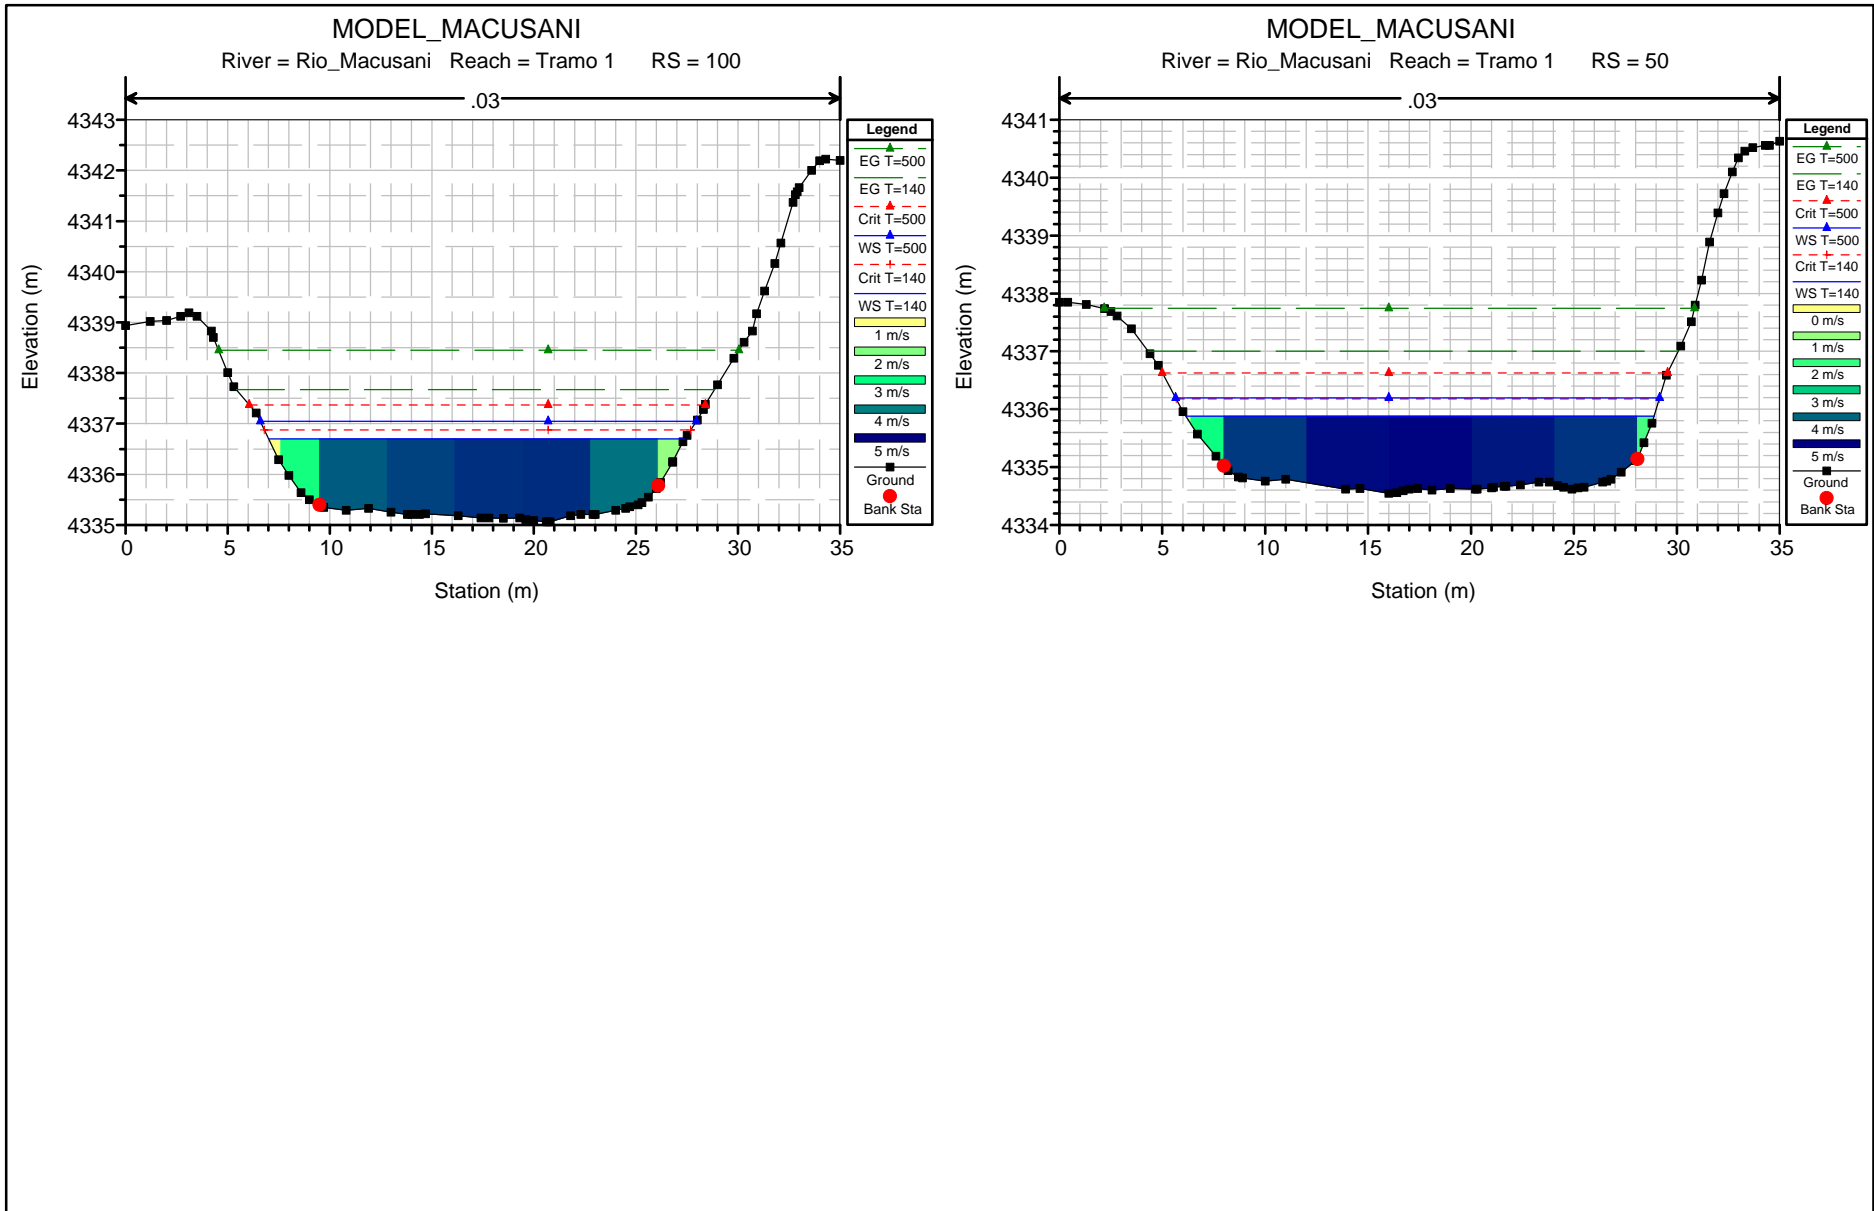 MODEL_MACUSANI
River = Rio_Macusani Reach = Tramo 1 RS = 100
.03
4343
4342
4341
4340
4339
4338
4337
4336
4335
Elevation (m)
0 5 10 15 20 25 30 35
Station (m)
Legend
EG T=500
EG T=140
Crit T=500
WS T=500
Crit T=140
WS T=140
1 m/s
2 m/s
3 m/s
4 m/s
5 m/s
Ground
Bank Sta
MODEL_MACUSANI
River = Rio_Macusani Reach = Tramo 1 RS = 50
.03
4341
4340
4339
4338
4337
4336
4335
4334
Elevation (m)
0 5 10 15 20 25 30 35
Station (m)
Legend
EG T=500
EG T=140
Crit T=500
WS T=500
Crit T=140
WS T=140
0 m/s
1 m/s
2 m/s
3 m/s
4 m/s
5 m/s
Ground
Bank Sta